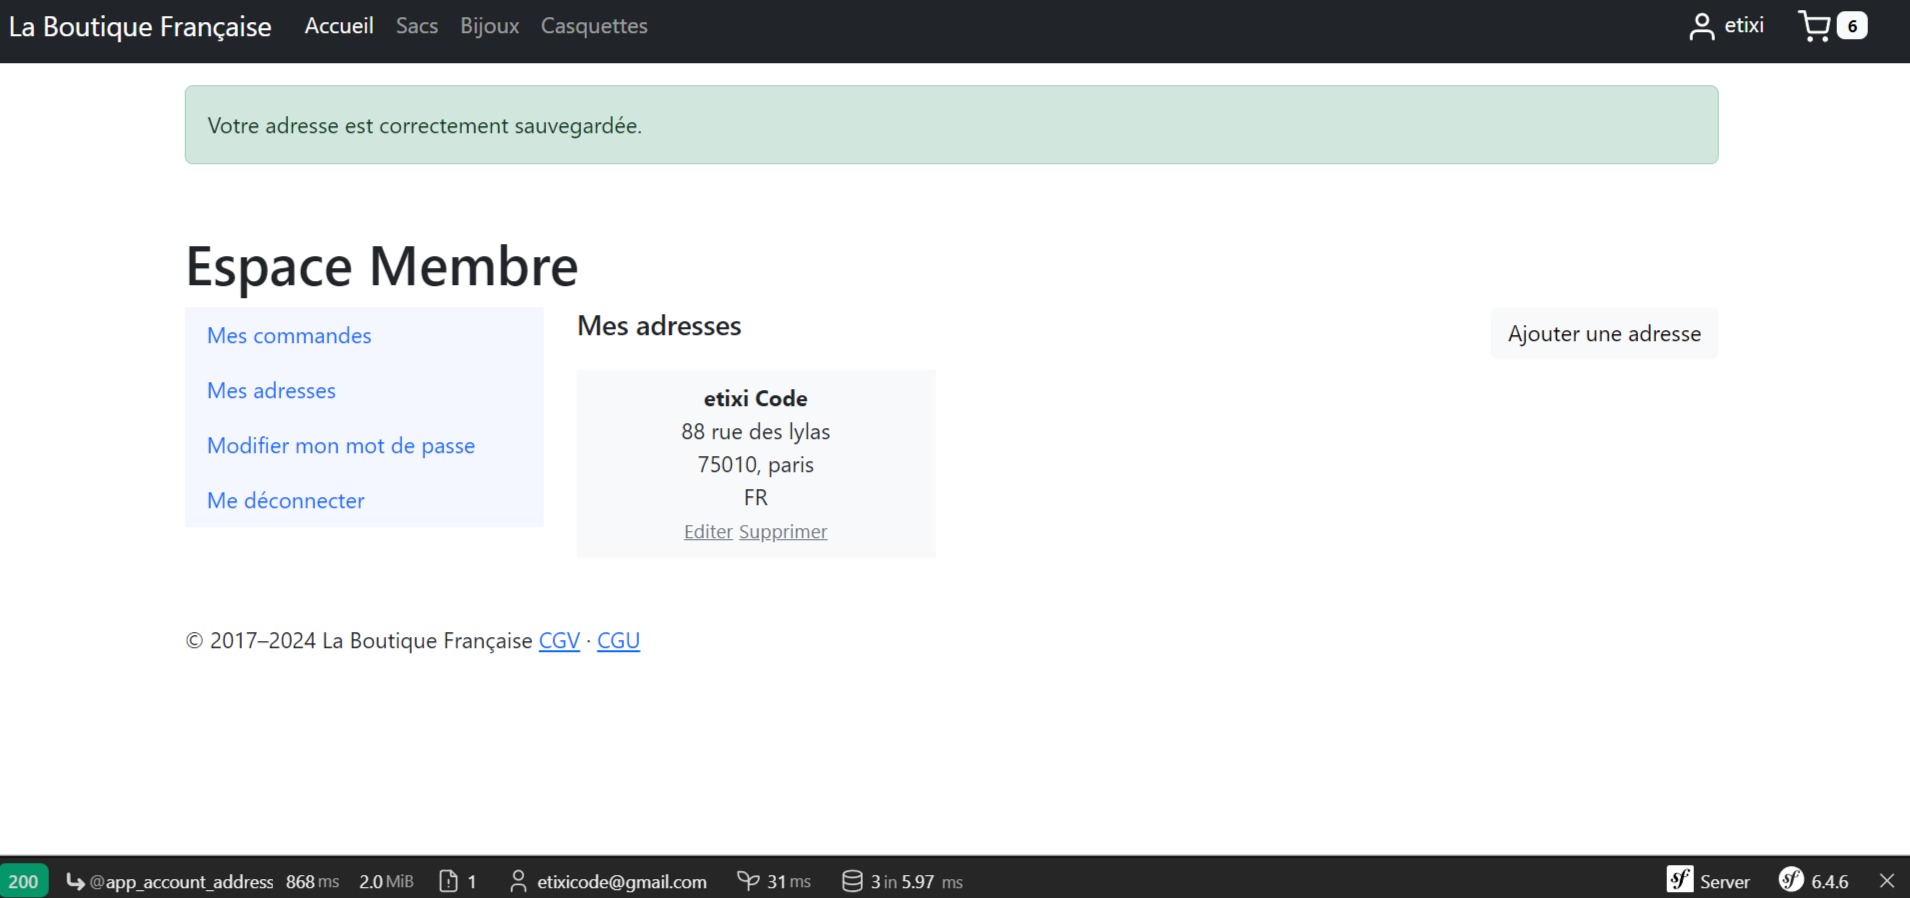 La Boutique Française Accueil Sacs Bijoux Casquettes etixi 6
Votre adresse est correctement sauvegardée.
Espace Membre
Mes commandes
Mes adresses
Modifier mon mot de passe
Me déconnecter
Mes adresses
Ajouter une adresse
etixi Code
88 rue des lylas
75010, paris
FR
Editer Supprimer
© 2017–2024 La Boutique Française CGV · CGU
200 @app_account_address 868 ms 2.0 MiB 1 etixicode@gmail.com 31 ms 3 in 5.97 ms sf Server sf 6.4.6